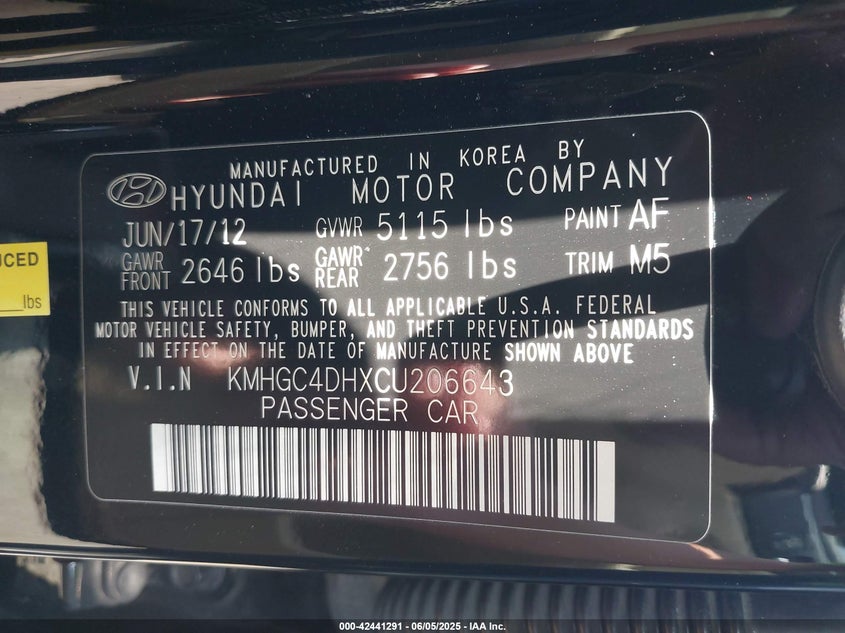 MANUFACTURED IN KOREA BY
HYUNDAI MOTOR COMPANY
JUN/17/12 GVWR 5115 lbs PAINT AF
GAWR FRONT 2646 lbs GAWR REAR 2756 lbs TRIM M5
THIS VEHICLE CONFORMS TO ALL APPLICABLE U.S.A. FEDERAL
MOTOR VEHICLE SAFETY, BUMPER, AND THEFT PREVENTION STANDARDS
IN EFFECT ON THE DATE OF MANUFACTURE SHOWN ABOVE
V.I.N KMHGC4DHXCU206643
PASSENGER CAR
lbs
000-42441291 - 06/05/2025 - IAA Inc.